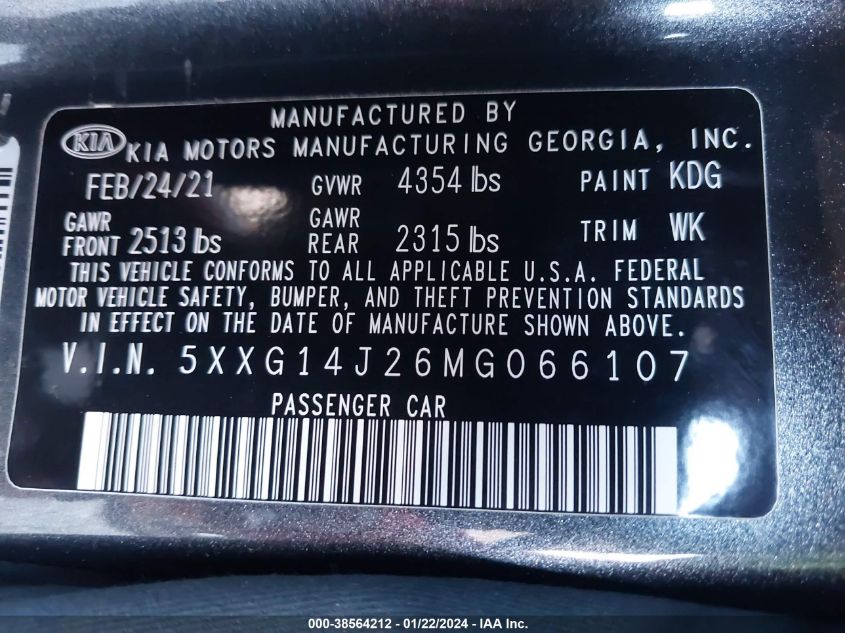 MANUFACTURED BY
KIA KIA MOTORS MANUFACTURING GEORGIA, INC.
FEB/24/21 GVWR 4354 lbs PAINT KDG
GAWR FRONT 2513 lbs GAWR REAR 2315 lbs TRIM WK
THIS VEHICLE CONFORMS TO ALL APPLICABLE U.S.A. FEDERAL
MOTOR VEHICLE SAFETY, BUMPER, AND THEFT PREVENTION STANDARDS
IN EFFECT ON THE DATE OF MANUFACTURE SHOWN ABOVE.
V.I.N. 5XXG14J26MG066107
PASSENGER CAR
000-38564212 - 01/22/2024 - IAA Inc.